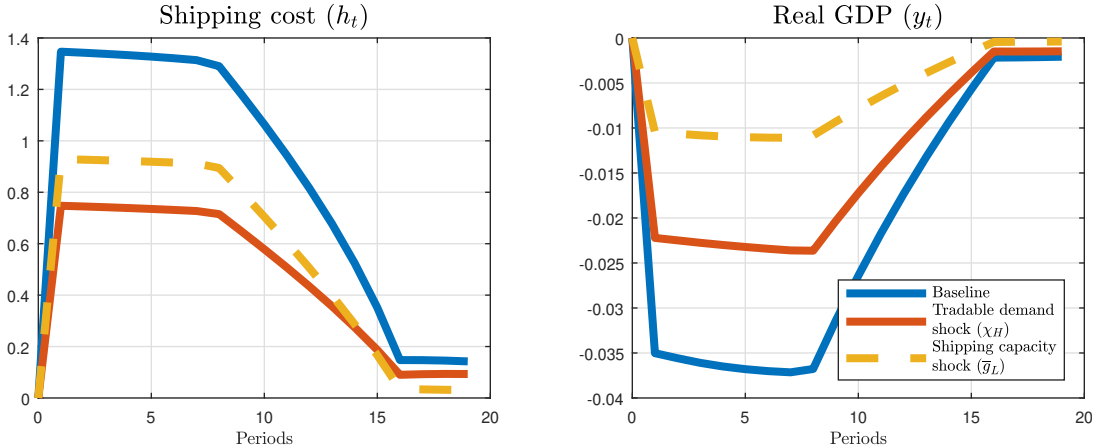 Shipping cost (h_t)
1.4
1.2
1
0.8
0.6
0.4
0.2
0
0 5 10 15 20
Periods
Real GDP (y_t)
0
-0.005
-0.01
-0.015
-0.02
-0.025
-0.03
-0.035
-0.04
Baseline
Tradable demand
shock (χ_H)
Shipping capacity
shock (g̅_L)
0 5 10 15 20
Periods